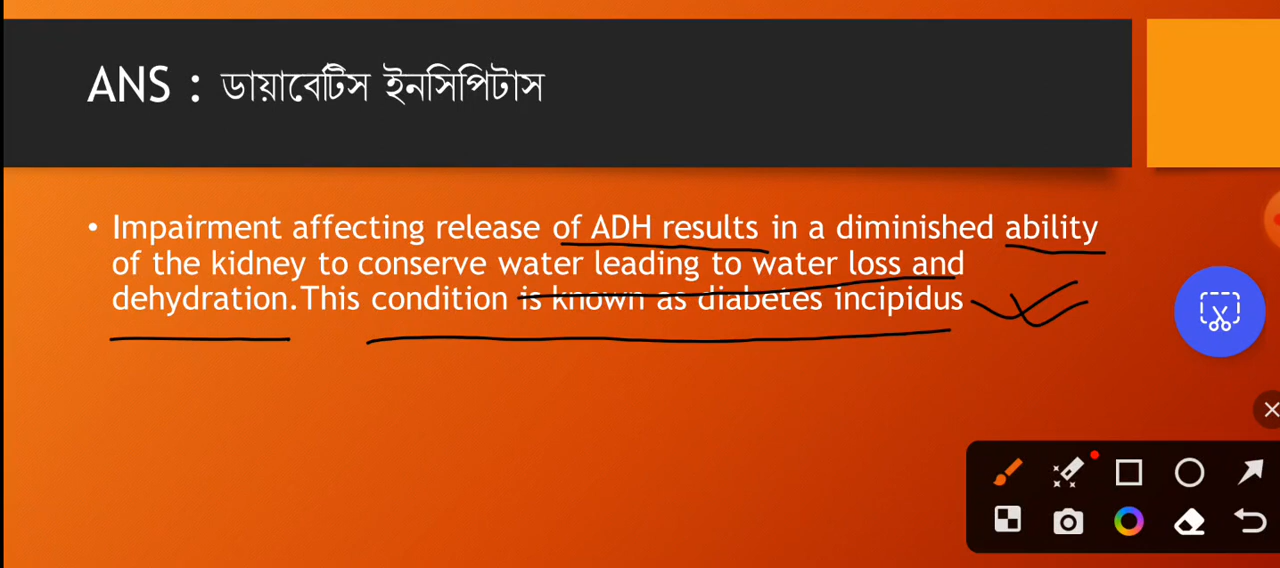 ANS : ডায়াবেটিস ইনসিপিটাস
• Impairment affecting release of ADH results in a diminished ability
of the kidney to conserve water leading to water loss and
dehydration.This condition is known as diabetes incipidus